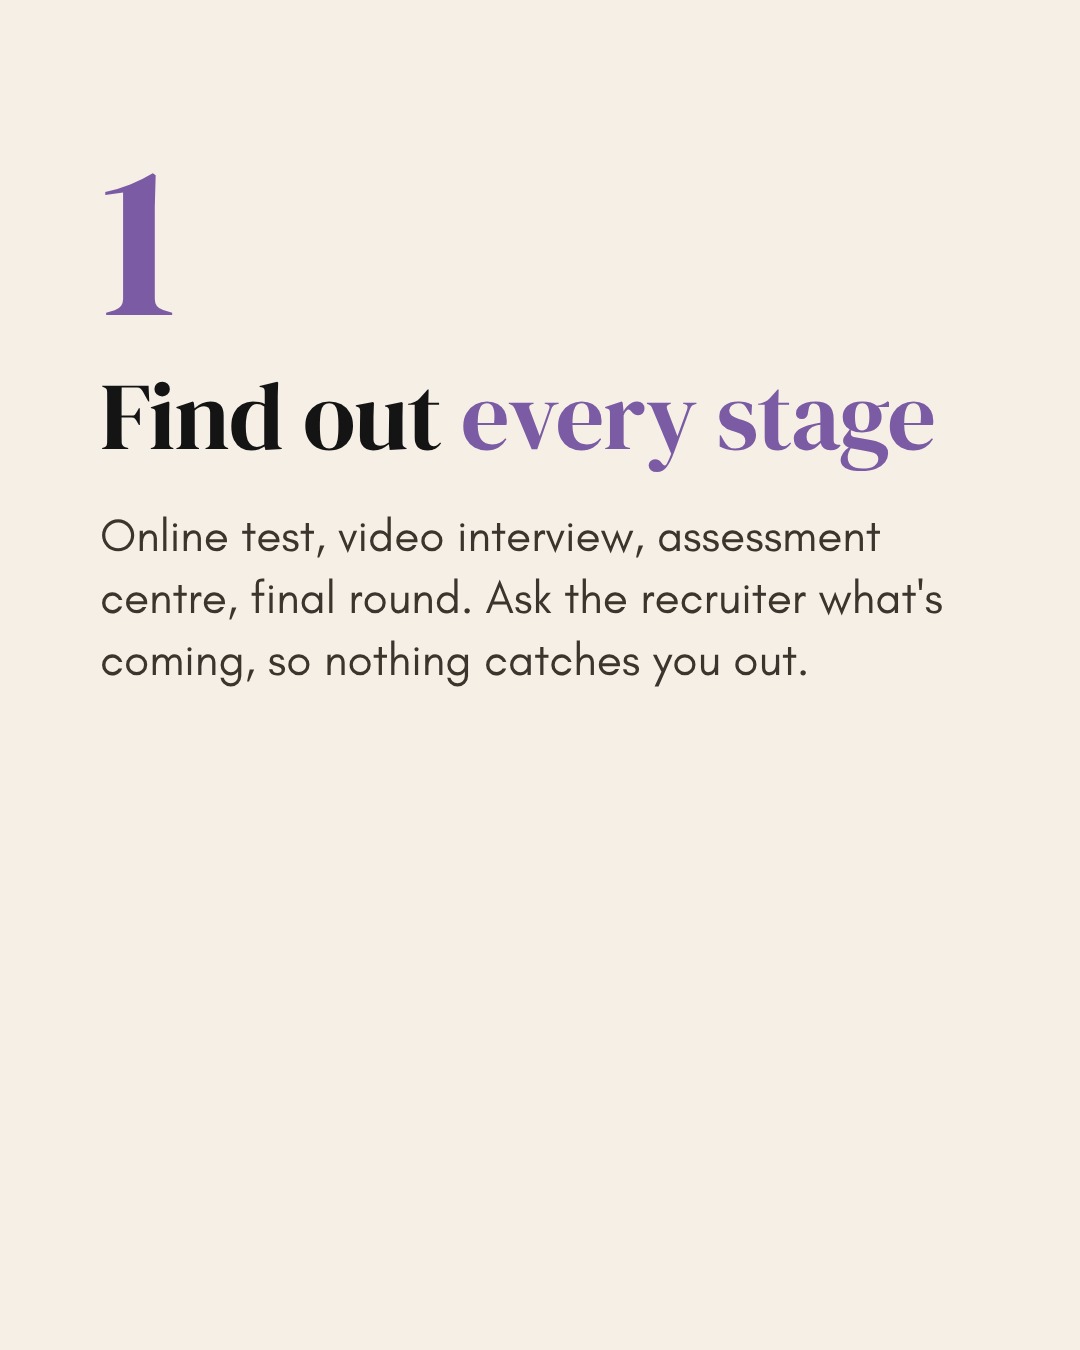 1
Find out every stage
Online test, video interview, assessment
centre, final round. Ask the recruiter what's
coming, so nothing catches you out.